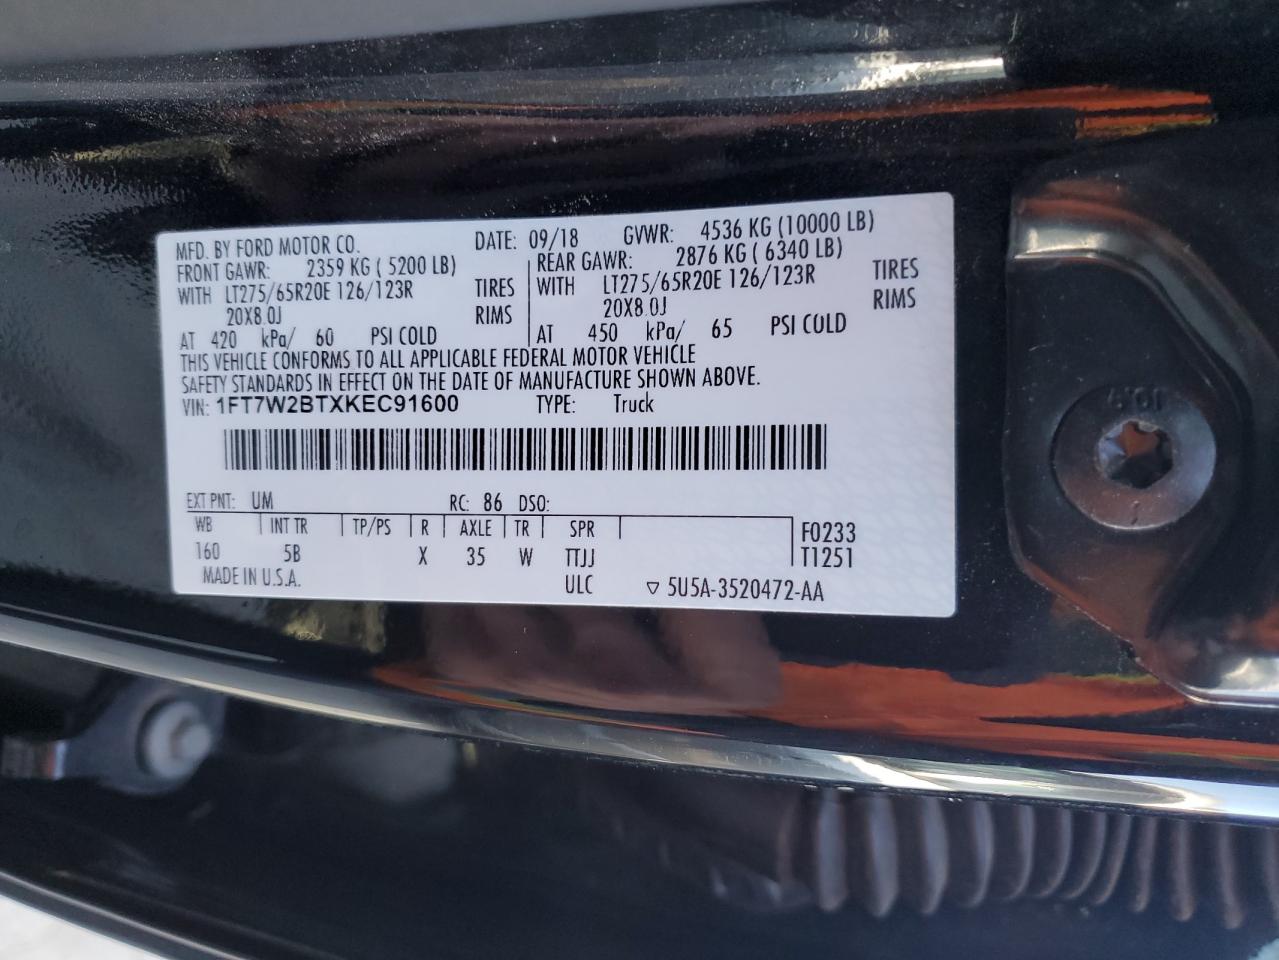 MFD. BY FORD MOTOR CO. DATE: 09/18 GVWR: 4536 KG (10000 LB)
FRONT GAWR: 2359 KG ( 5200 LB) REAR GAWR: 2876 KG ( 6340 LB)
WITH LT275/65R20E 126/123R TIRES WITH LT275/65R20E 126/123R TIRES
20X8.0J RIMS 20X8.0J RIMS
AT 420 kPa/ 60 PSI COLD AT 450 kPa/ 65 PSI COLD
THIS VEHICLE CONFORMS TO ALL APPLICABLE FEDERAL MOTOR VEHICLE
SAFETY STANDARDS IN EFFECT ON THE DATE OF MANUFACTURE SHOWN ABOVE.
VIN: 1FT7W2BTXKEC91600 TYPE: Truck
EXT PNT: UM RC: 86 DSO:
WB INT TR TP/PS R AXLE TR SPR F0233
160 5B X 35 W TTJJ T1251
MADE IN U.S.A. ULC ▽ 5U5A-3520472-AA
10.9